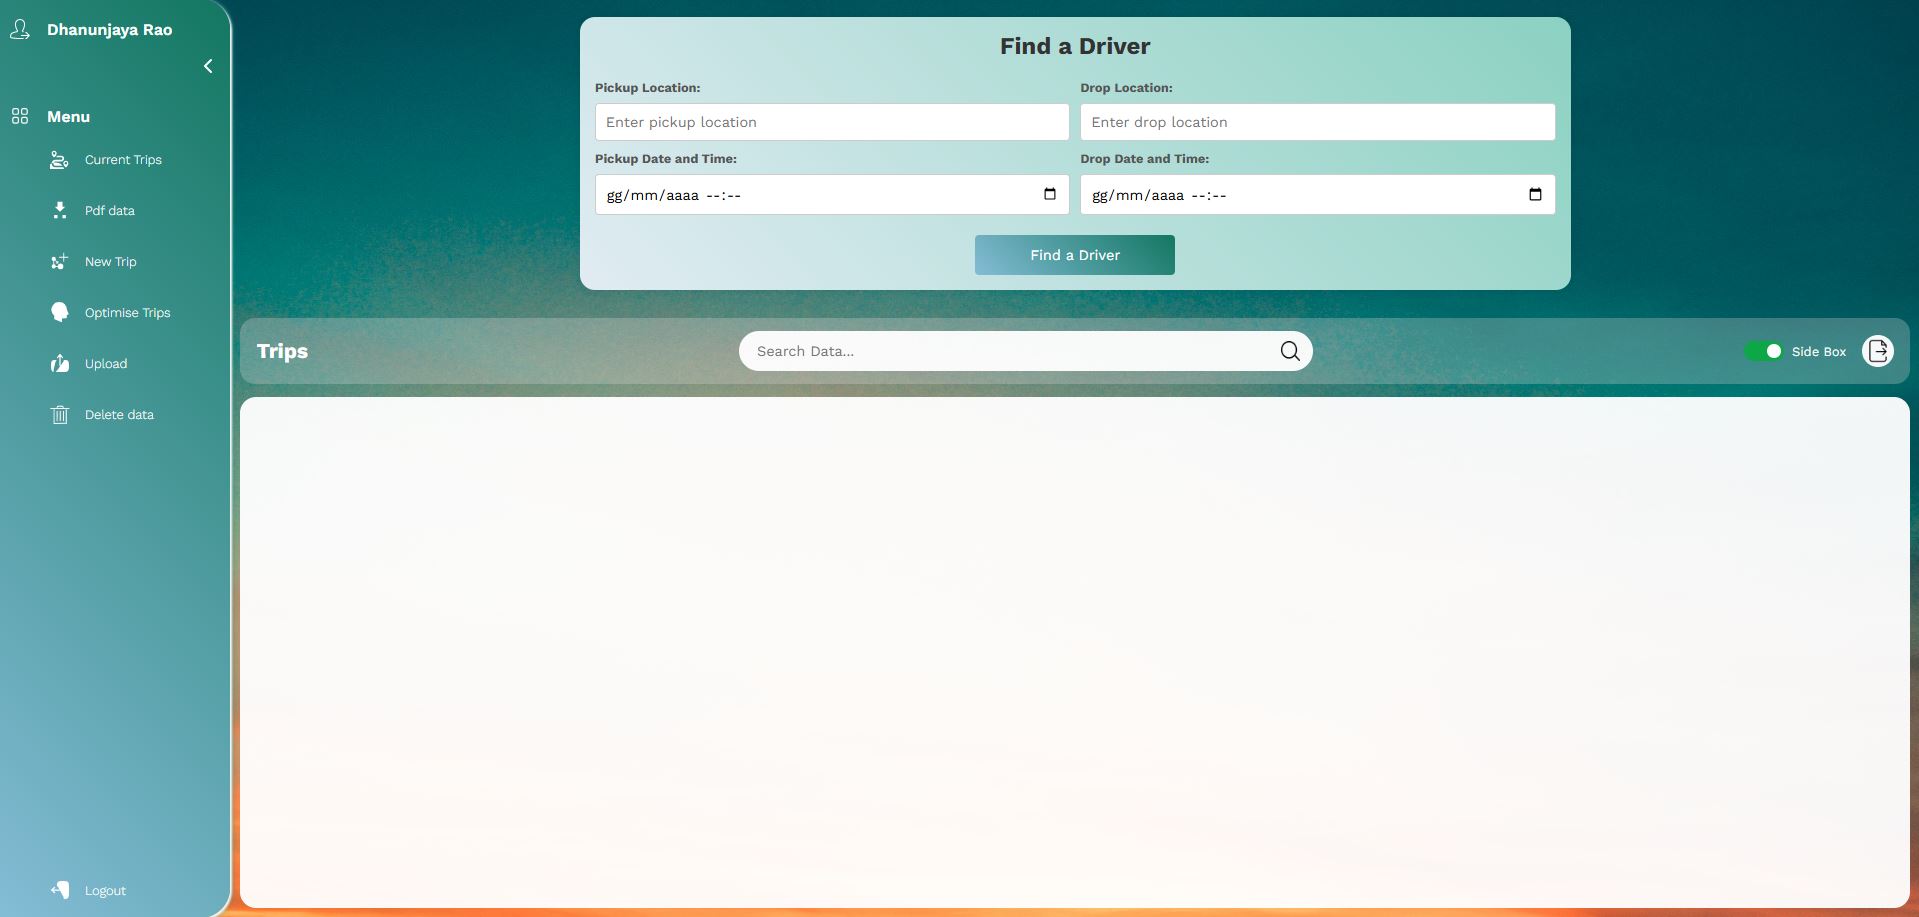 Dhanunjaya Rao
Menu
Current Trips
Pdf data
New Trip
Optimise Trips
Upload
Delete data
Logout
Find a Driver
Pickup Location:
Enter pickup location
Drop Location:
Enter drop location
Pickup Date and Time:
gg/mm/aaaa --:--
Drop Date and Time:
gg/mm/aaaa --:--
Find a Driver
Trips
Search Data...
Side Box